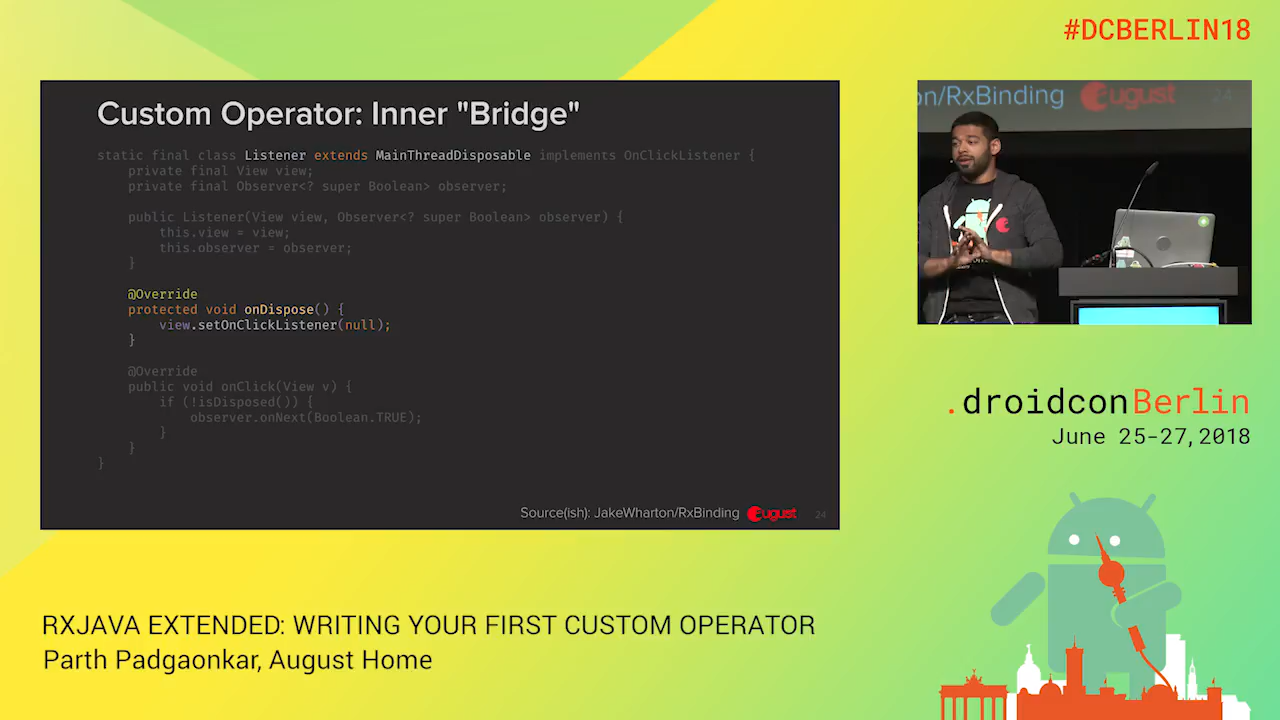 #DCBERLIN18
Custom Operator: Inner "Bridge"
static final class Listener extends MainThreadDisposable implements OnClickListener {
private final View view;
private final Observer<? super Boolean> observer;
public Listener(View view, Observer<? super Boolean> observer) {
this.view = view;
this.observer = observer;
}
@Override
protected void onDispose() {
view.setOnClickListener(null);
}
@Override
public void onClick(View v) {
if (!isDisposed()) {
observer.onNext(Boolean.TRUE);
}
}
}
Source(ish): JakeWharton/RxBinding august 24
on/RxBinding august 24
.droidconBerlin
June 25-27,2018
RXJAVA EXTENDED: WRITING YOUR FIRST CUSTOM OPERATOR
Parth Padgaonkar, August Home